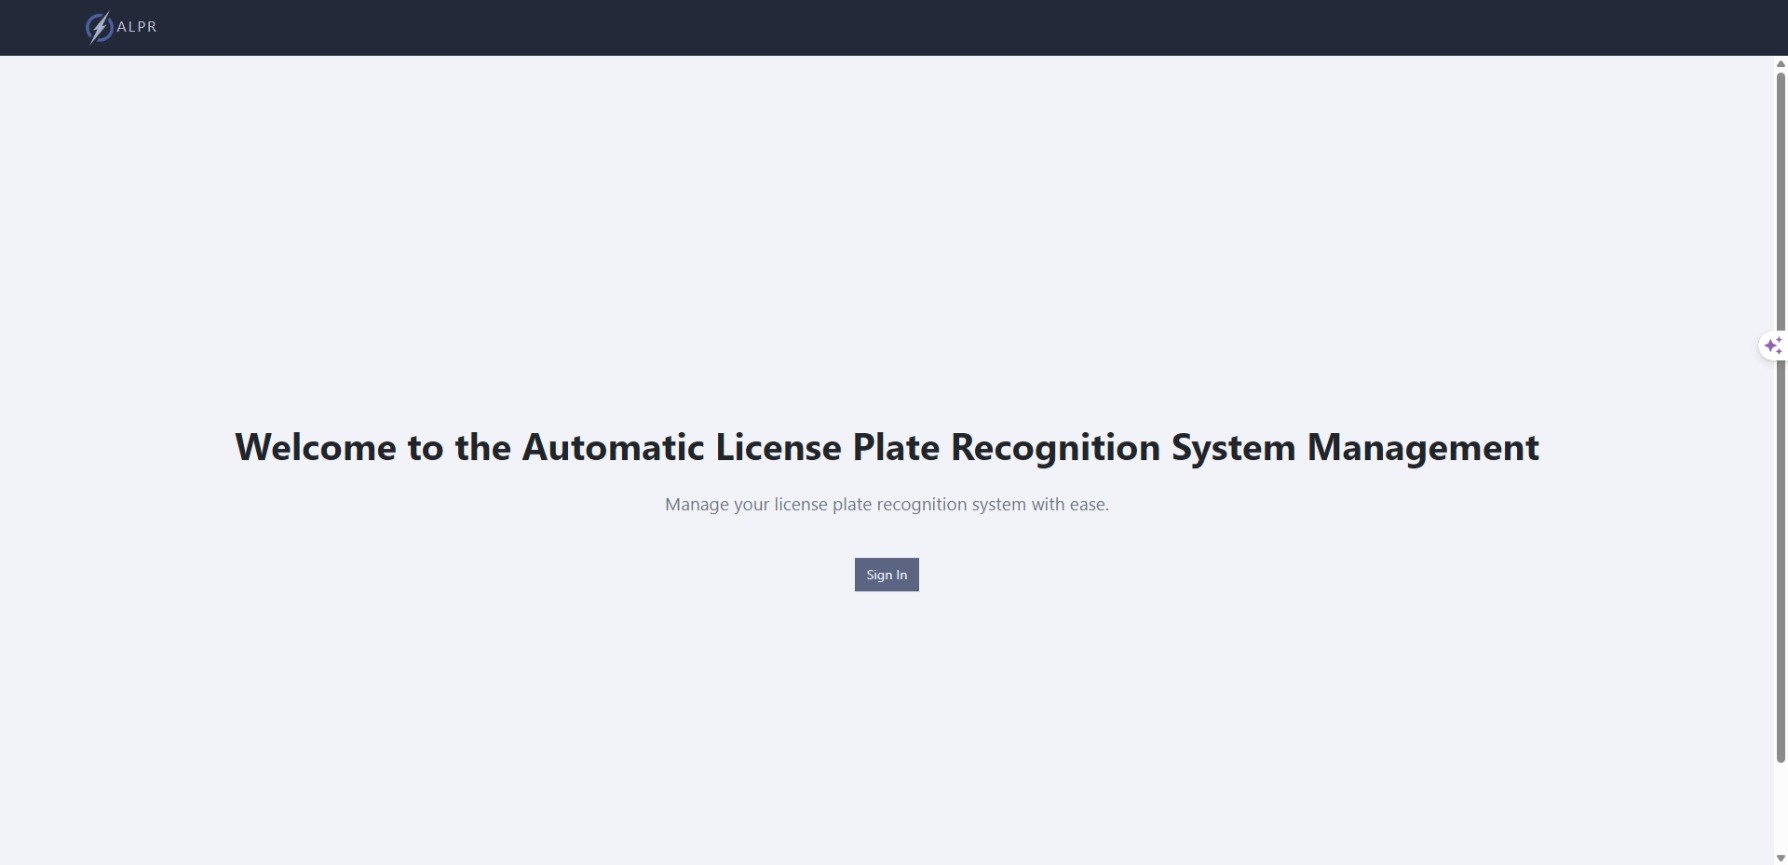 ALPR
Welcome to the Automatic License Plate Recognition System Management
Manage your license plate recognition system with ease.
Sign In